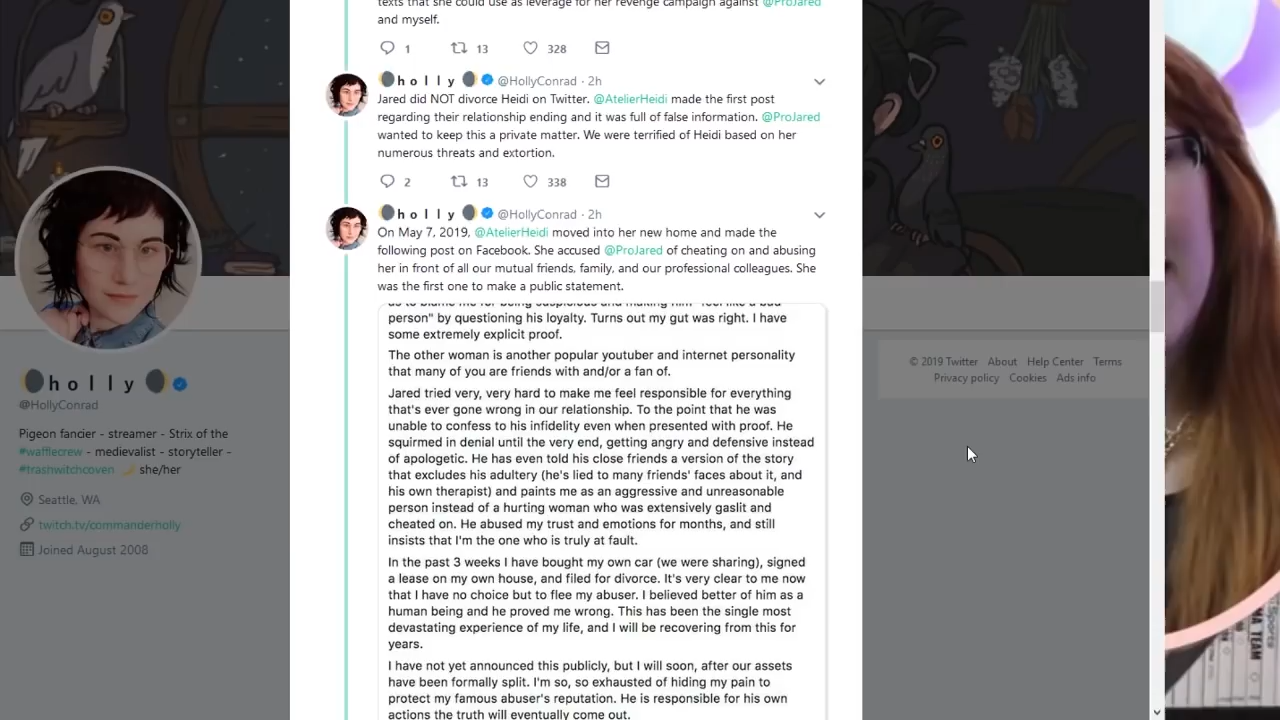 texts that she could use as leverage for her revenge campaign against @ProJared
and myself.
1 13 328
holly @HollyConrad · 2h
Jared did NOT divorce Heidi on Twitter. @AtelierHeidi made the first post
regarding their relationship ending and it was full of false information. @ProJared
wanted to keep this a private matter. We were terrified of Heidi based on her
numerous threats and extortion.
2 13 338
holly @HollyConrad · 2h
On May 7, 2019, @AtelierHeidi moved into her new home and made the
following post on Facebook. She accused @ProJared of cheating on and abusing
her in front of all our mutual friends, family, and our professional colleagues. She
was the first one to make a public statement.
as to blame me for being suspicious and making him "feel like a bad
person" by questioning his loyalty. Turns out my gut was right. I have
some extremely explicit proof.
The other woman is another popular youtuber and internet personality
that many of you are friends with and/or a fan of.
Jared tried very, very hard to make me feel responsible for everything
that's ever gone wrong in our relationship. To the point that he was
unable to confess to his infidelity even when presented with proof. He
squirmed in denial until the very end, getting angry and defensive instead
of apologetic. He has even told his close friends a version of the story
that excludes his adultery (he's lied to many friends' faces about it, and
his own therapist) and paints me as an aggressive and unreasonable
person instead of a hurting woman who was extensively gaslit and
cheated on. He abused my trust and emotions for months, and still
insists that I'm the one who is truly at fault.
In the past 3 weeks I have bought my own car (we were sharing), signed
a lease on my own house, and filed for divorce. It's very clear to me now
that I have no choice but to flee my abuser. I believed better of him as a
human being and he proved me wrong. This has been the single most
devastating experience of my life, and I will be recovering from this for
years.
I have not yet announced this publicly, but I will soon, after our assets
have been formally split. I'm so, so exhausted of hiding my pain to
protect my famous abuser's reputation. He is responsible for his own
actions the truth will eventually come out.
holly
@HollyConrad
Pigeon fancier - streamer - Strix of the
#wafflecrew - medievalist - storyteller -
#trashwitchcoven 🌙 she/her
Seattle, WA
twitch.tv/commanderholly
Joined August 2008
© 2019 Twitter About Help Center Terms
Privacy policy Cookies Ads info